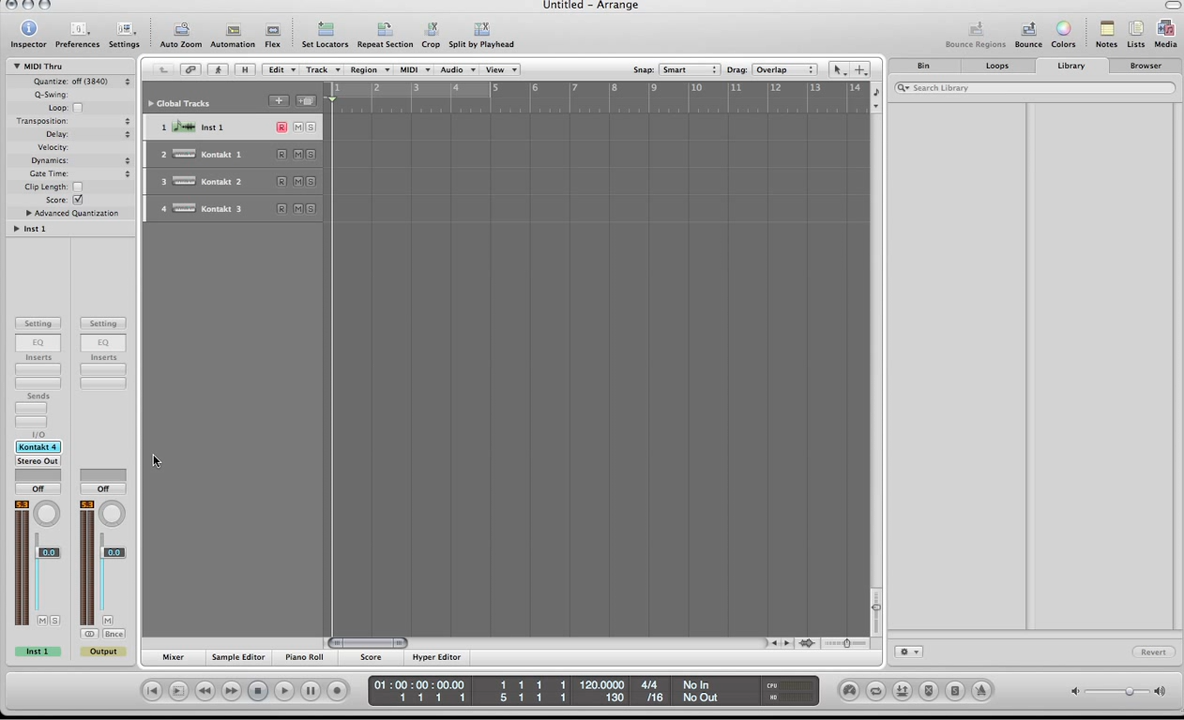 Untitled – Arrange
Inspector Preferences Settings Auto Zoom Automation Flex Set Locators Repeat Section Crop Split by Playhead Bounce Regions Bounce Colors Notes Lists Media
MIDI Thru
Quantize: off (3840)
Q-Swing:
Loop:
Transposition:
Delay:
Velocity:
Dynamics:
Gate Time:
Clip Length:
Score:
Advanced Quantization
Inst 1
Setting Setting
EQ EQ
Inserts Inserts
Sends
I/O
Kontakt 4
Stereo Out
Off Off
5.3 5.3
0.0 0.0
M S M
Bnce
Inst 1 Output
H Edit Track Region MIDI Audio View Snap: Smart Drag: Overlap
1 2 3 4 5 6 7 8 9 10 11 12 13 14
Global Tracks
1 Inst 1 R M S
2 Kontakt 1 R M S
3 Kontakt 2 R M S
4 Kontakt 3 R M S
Mixer Sample Editor Piano Roll Score Hyper Editor
Bin Loops Library Browser
Search Library
Revert
01:00:00:00.00 1 1 1 1 120.0000 4/4 No In CPU
1 1 1 1 5 1 1 1 130 /16 No Out HD
S